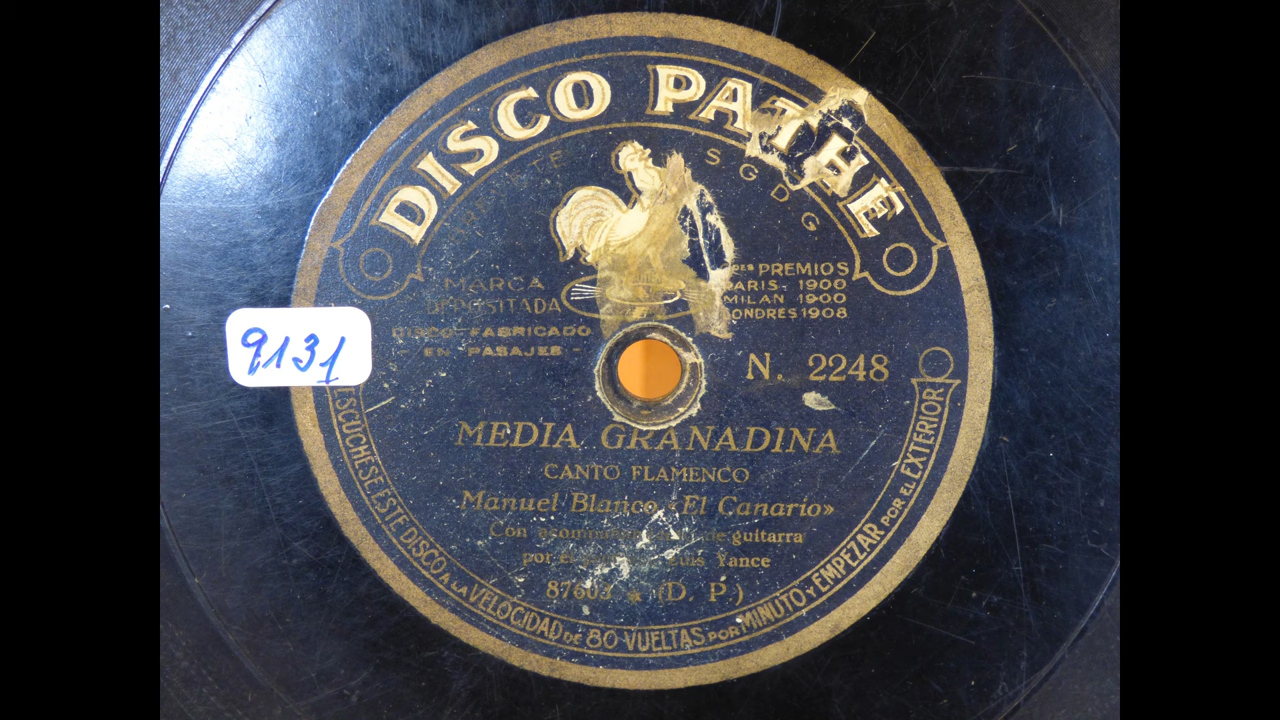 DISCO PATHÉ
S G D G
MARCA
DEPOSITADA
DISCO FABRICADO
- EN PASAJES -
PREMIOS
PARIS - 1900
MILAN 1900
LONDRES 1908
9131
N. 2248
MEDIA GRANADINA
CANTO FLAMENCO
Manuel Blanco «El Canario»
Con de guitarra
por Luis Yance
87603 (D. P.)
ESCUCHESE ESTE DISCO A LA VELOCIDAD DE 80 VUELTAS POR MINUTO Y EMPEZAR POR EL EXTERIOR